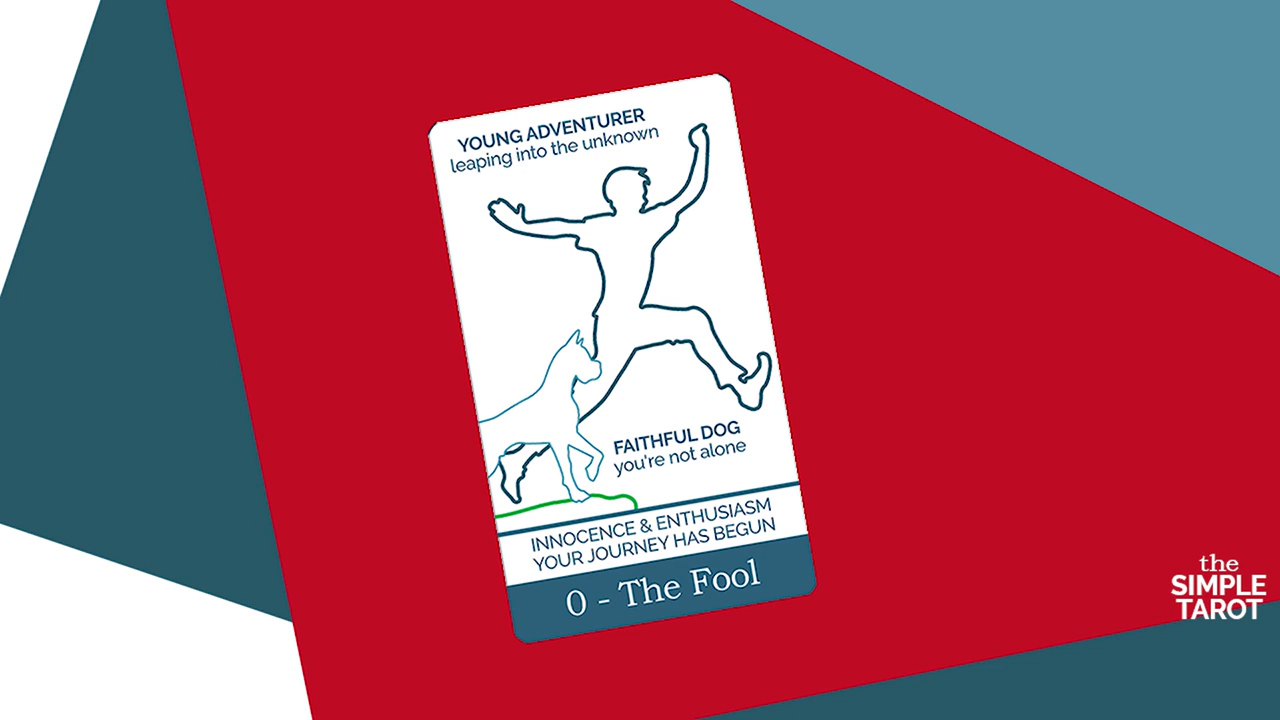 YOUNG ADVENTURER
leaping into the unknown
FAITHFUL DOG
you're not alone
INNOCENCE & ENTHUSIASM
YOUR JOURNEY HAS BEGUN
0 - The Fool
the
SIMPLE
TAROT